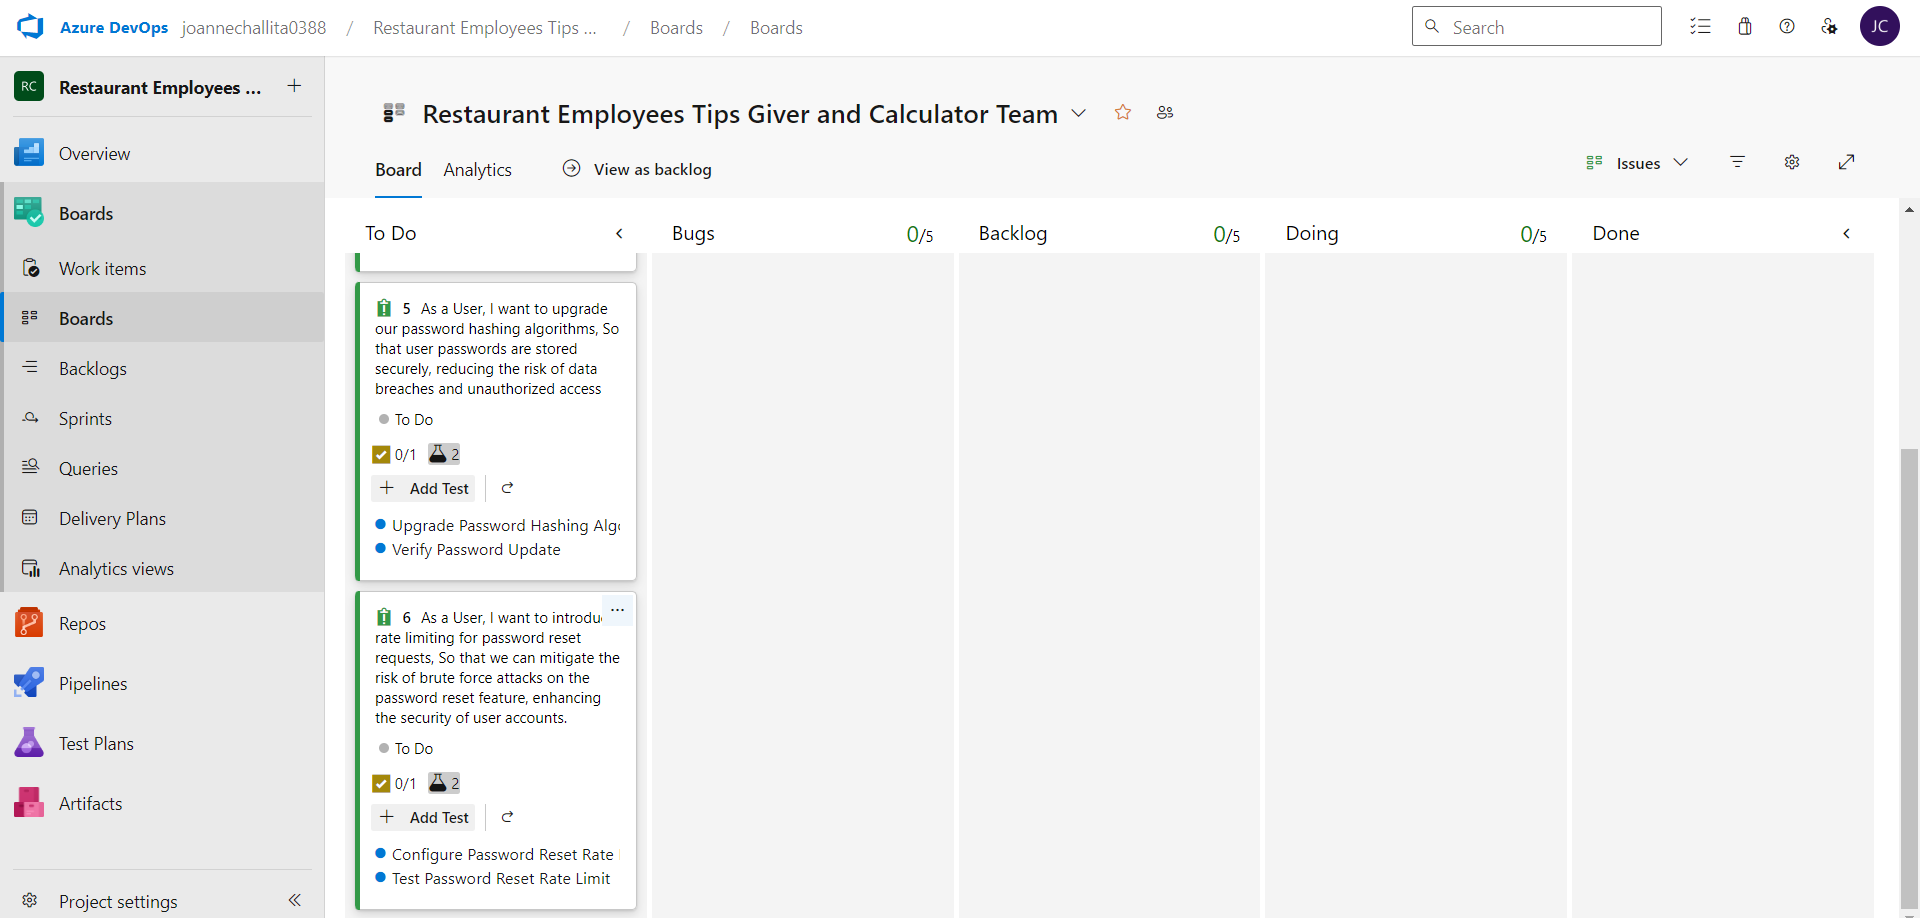 Azure DevOps joannechallita0388 / Restaurant Employees Tips ... / Boards / Boards
Search
JC
RC Restaurant Employees ...
Overview
Boards
Work items
Boards
Backlogs
Sprints
Queries
Delivery Plans
Analytics views
Repos
Pipelines
Test Plans
Artifacts
Project settings
Restaurant Employees Tips Giver and Calculator Team
Board Analytics View as backlog
Issues
To Do
Bugs 0/5
Backlog 0/5
Doing 0/5
Done
5 As a User, I want to upgrade
our password hashing algorithms, So
that user passwords are stored
securely, reducing the risk of data
breaches and unauthorized access
To Do
0/1 2
Add Test
Upgrade Password Hashing Algo
Verify Password Update
6 As a User, I want to introdu
rate limiting for password reset
requests, So that we can mitigate the
risk of brute force attacks on the
password reset feature, enhancing
the security of user accounts.
To Do
0/1 2
Add Test
Configure Password Reset Rate
Test Password Reset Rate Limit